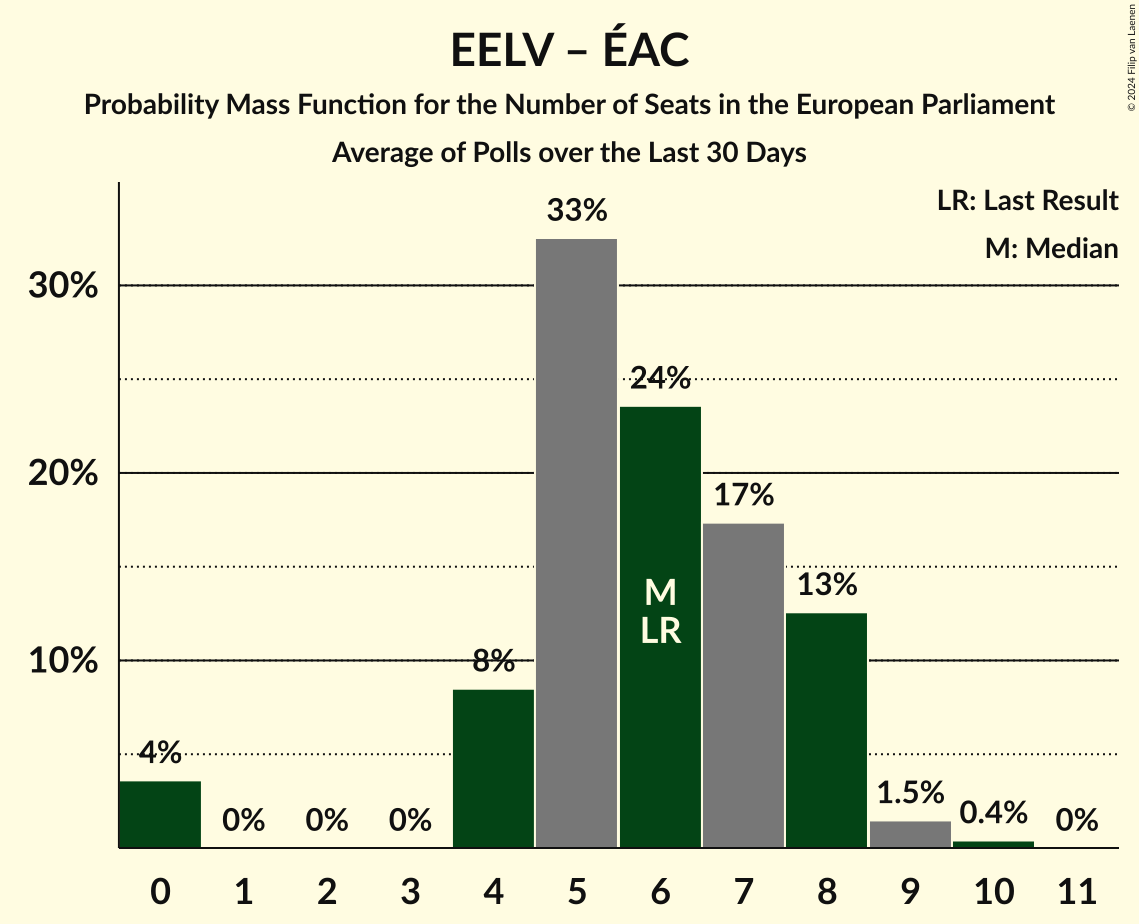 EELV – ÉAC
Probability Mass Function for the Number of Seats in the European Parliament
Average of Polls over the Last 30 Days
© 2024 Filip van Laenen
LR: Last Result
M: Median
33%
30%
24%
20%
17%
13%
M
LR
10%
8%
4%
0%
0%
0%
1.5%
0.4%
0%
0 1 2 3 4 5 6 7 8 9 10 11